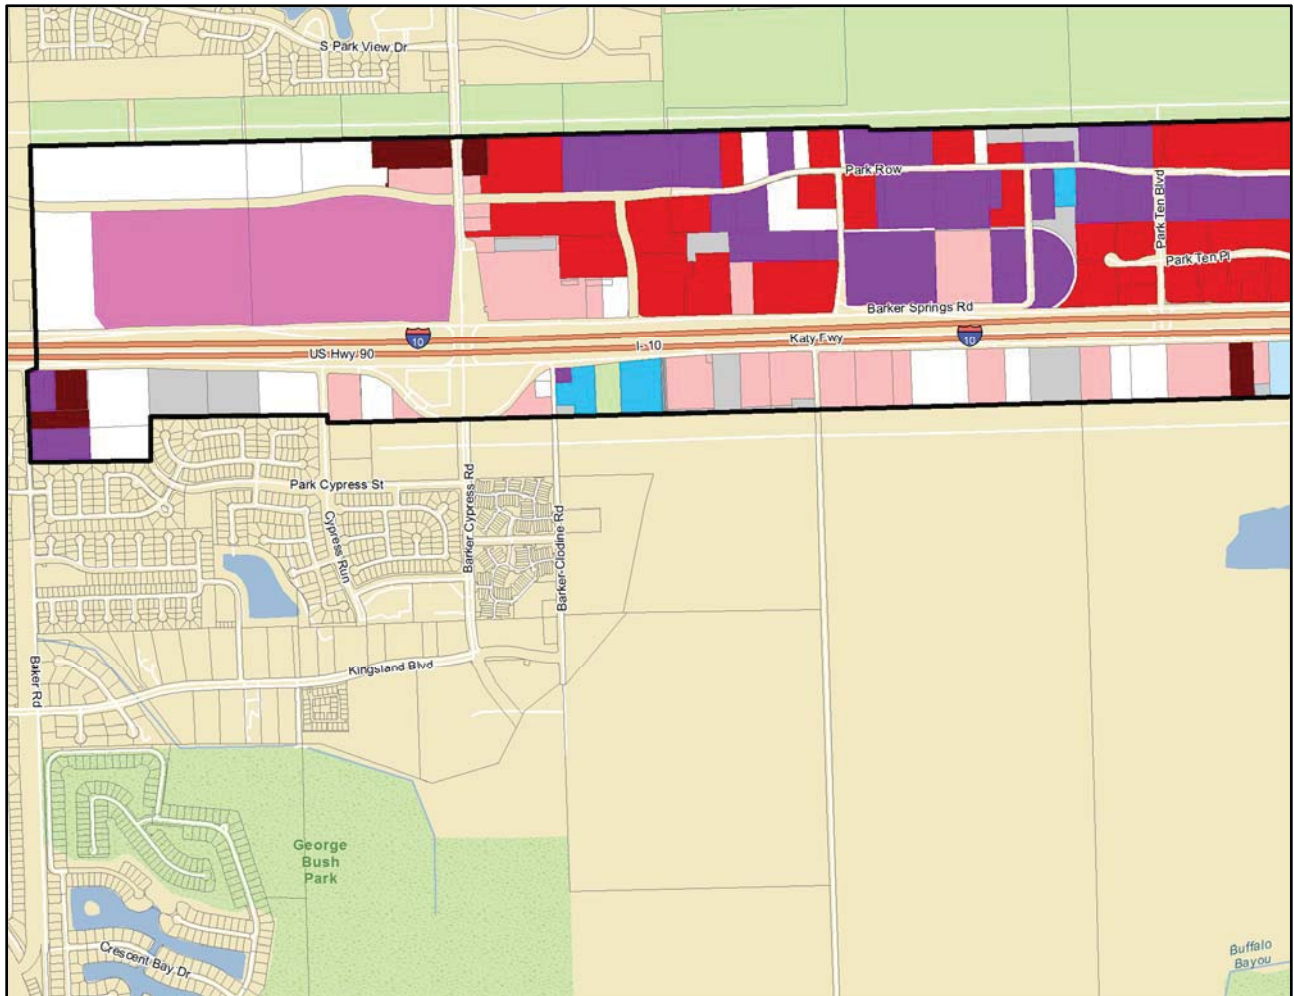 S Park View Dr
Park Row
Park Ten Blvd
Park Ten Pl
Barker Springs Rd
10
10
Katy Fwy
I- 10
US Hwy 90
Park Cypress St
Cypress Run
Barker Cypress Rd
Barker-Clodine Rd
Kingsland Blvd
Baker Rd
George
Bush
Park
Crescent Bay Dr
Buffalo
Bayou